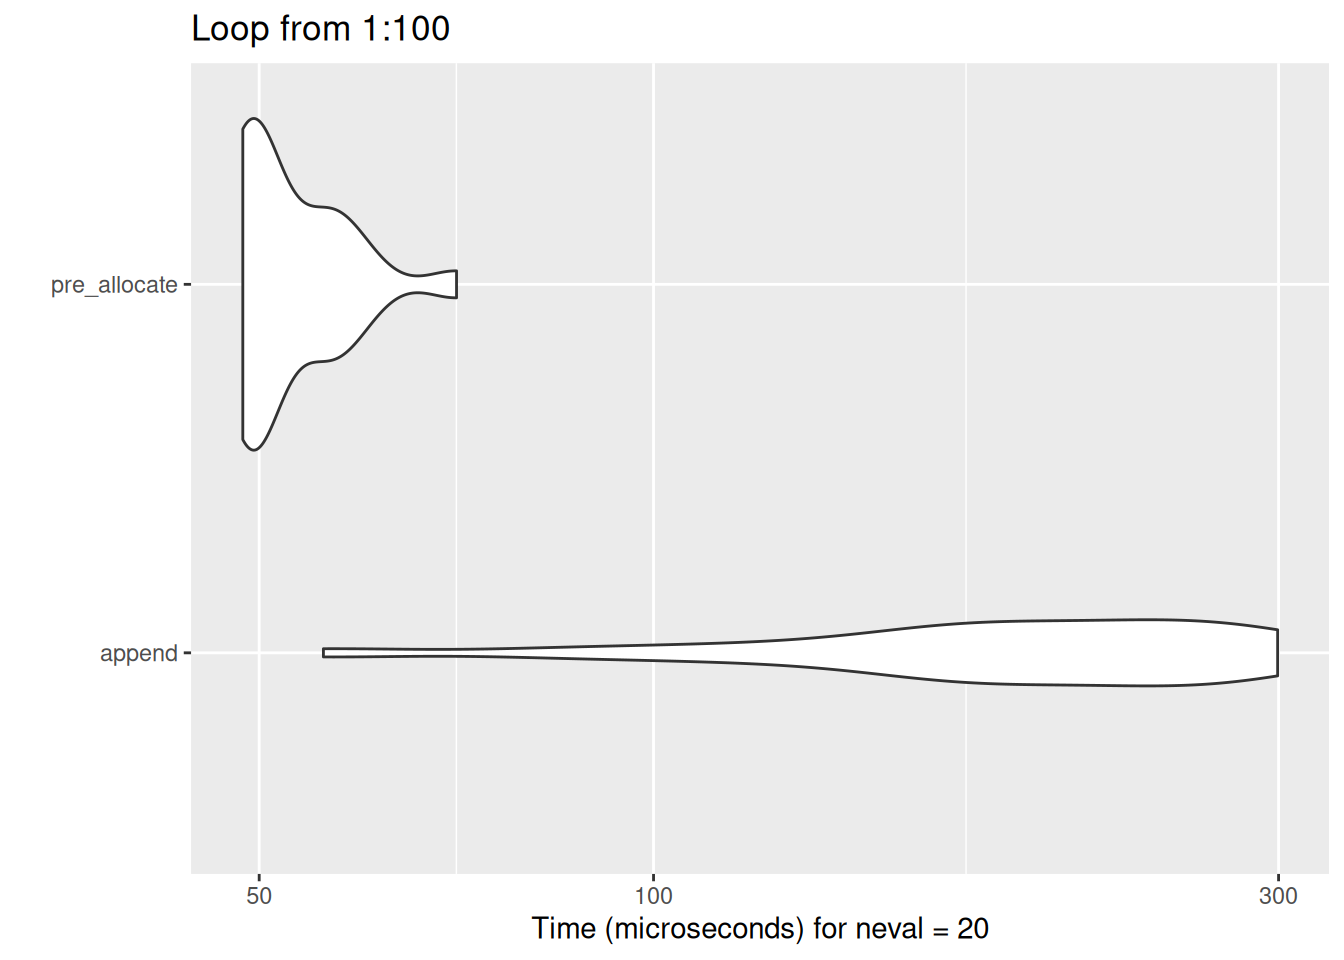 Loop from 1:100
pre_allocate
append
50
100
300
Time (microseconds) for neval = 20